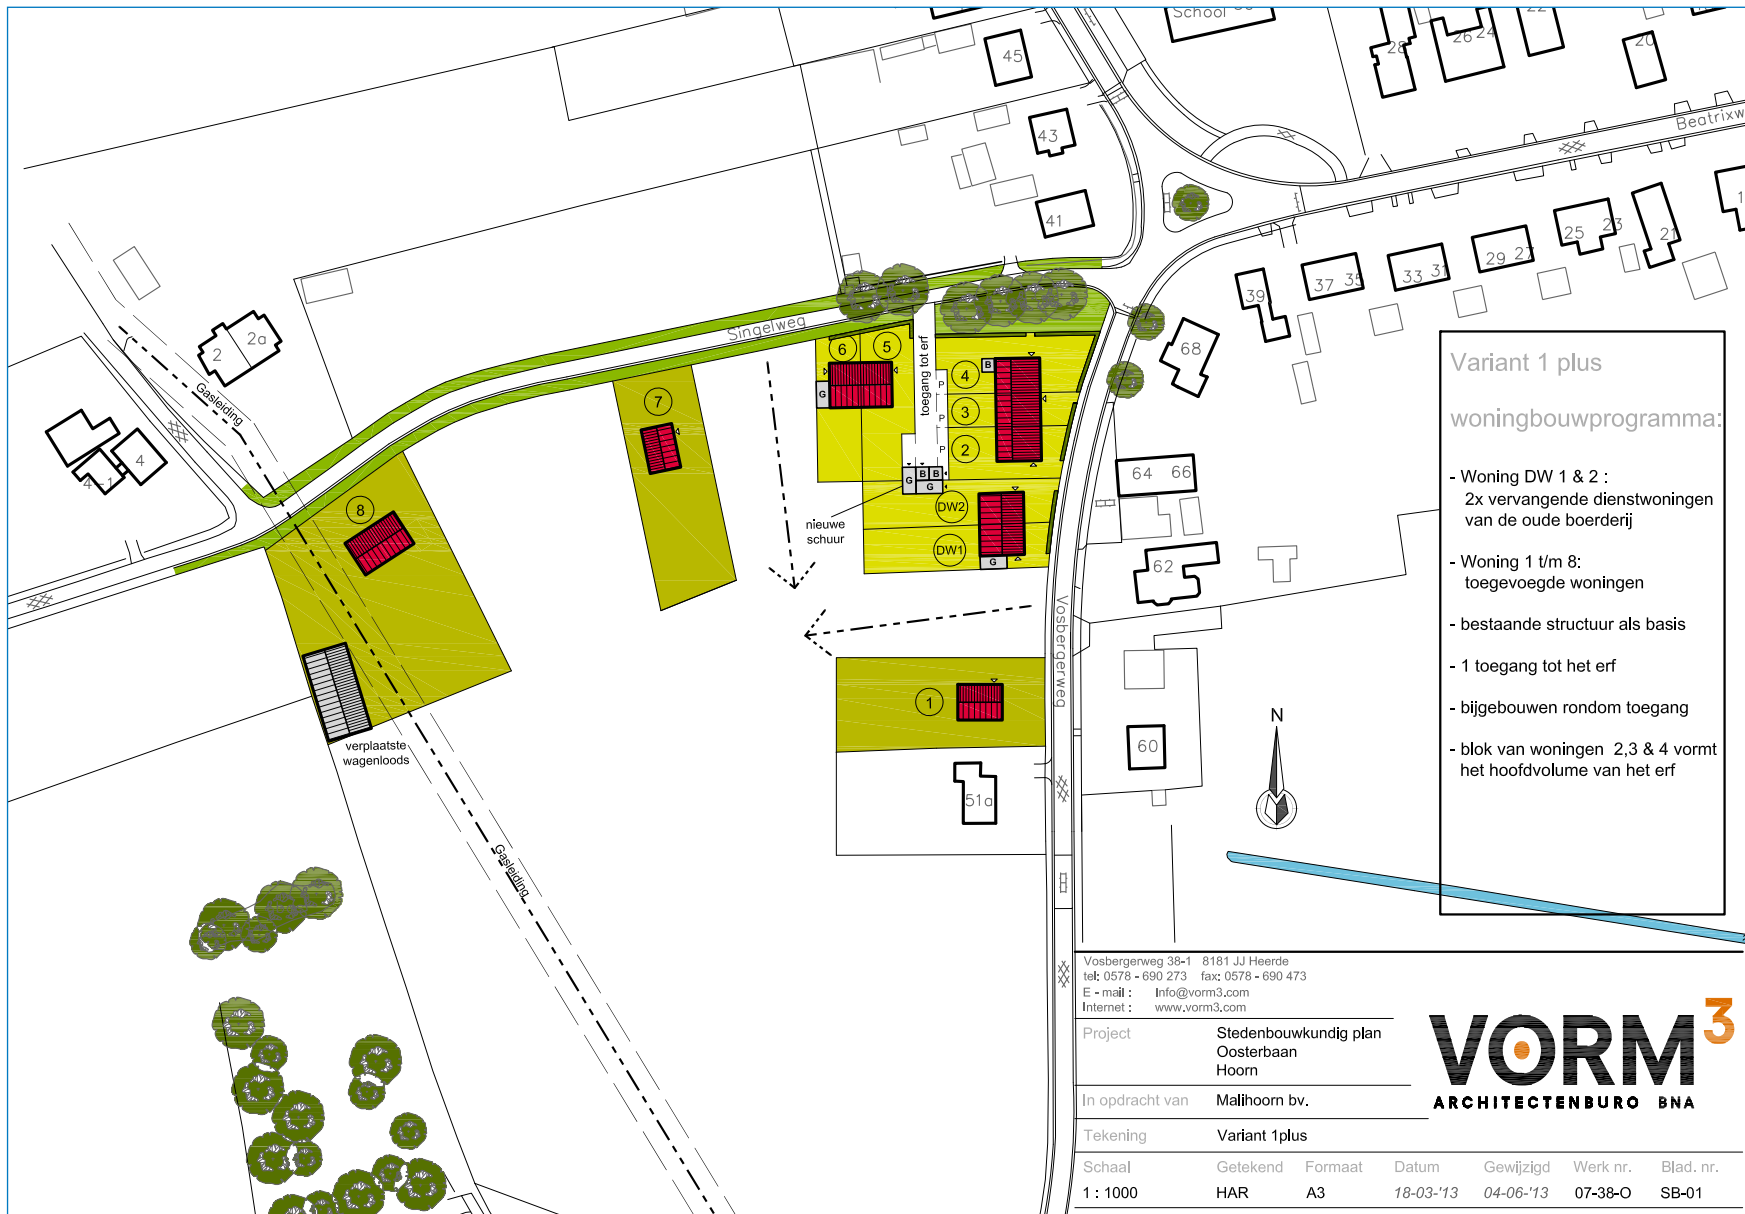 School
45
43
41
28
26 24
22
20
Beatrixw
25
23
21
29 27
33 31
37 35
39
68
64 66
62
60
51a
2
2a
4
4-1
Gasleiding
Singelweg
toegang tot erf
6
5
4
3
2
P
P
P
B
G
G
B B
G
DW2
DW1
G
nieuwe
schuur
7
8
1
verplaatste
wagenloods
Gasleiding
Vosbergerweg
N
Variant 1 plus
woningbouwprogramma:
- Woning DW 1 & 2 :
2x vervangende dienstwoningen
van de oude boerderij
- Woning 1 t/m 8:
toegevoegde woningen
- bestaande structuur als basis
- 1 toegang tot het erf
- bijgebouwen rondom toegang
- blok van woningen 2,3 & 4 vormt
het hoofdvolume van het erf
Vosbergerweg 38-1 8181 JJ Heerde
tel: 0578 - 690 273 fax: 0578 - 690 473
E - mail : Info@vorm3.com
Internet : www.vorm3.com
Project Stedenbouwkundig plan
Oosterbaan
Hoorn
In opdracht van Malihoorn bv.
Tekening Variant 1plus
Schaal Getekend Formaat Datum Gewijzigd Werk nr. Blad. nr.
1 : 1000 HAR A3 18-03-'13 04-06-'13 07-38-O SB-01
VORM3
ARCHITECTENBURO BNA